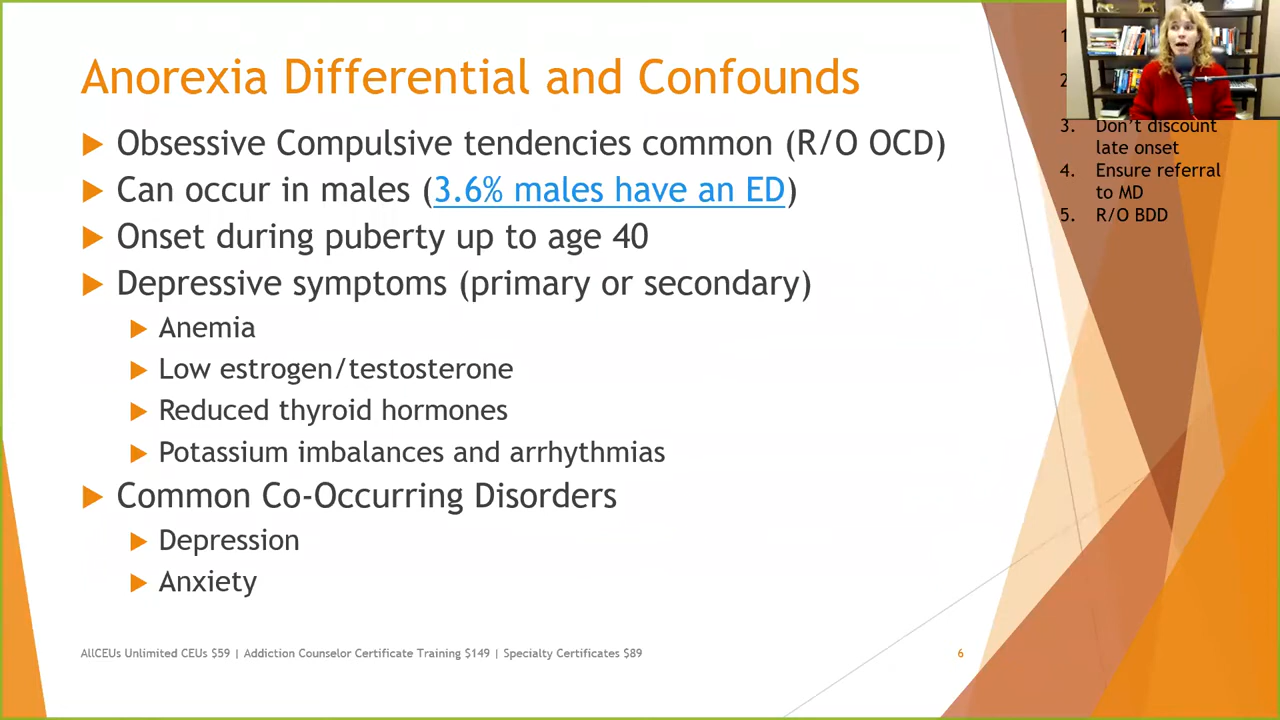 Anorexia Differential and Confounds
Obsessive Compulsive tendencies common (R/O OCD)
Can occur in males (3.6% males have an ED)
Onset during puberty up to age 40
Depressive symptoms (primary or secondary)
Anemia
Low estrogen/testosterone
Reduced thyroid hormones
Potassium imbalances and arrhythmias
Common Co-Occurring Disorders
Depression
Anxiety
1
2
3. Don't discount
late onset
4. Ensure referral
to MD
5. R/O BDD
AllCEUs Unlimited CEUs $59 | Addiction Counselor Certificate Training $149 | Specialty Certificates $89
6